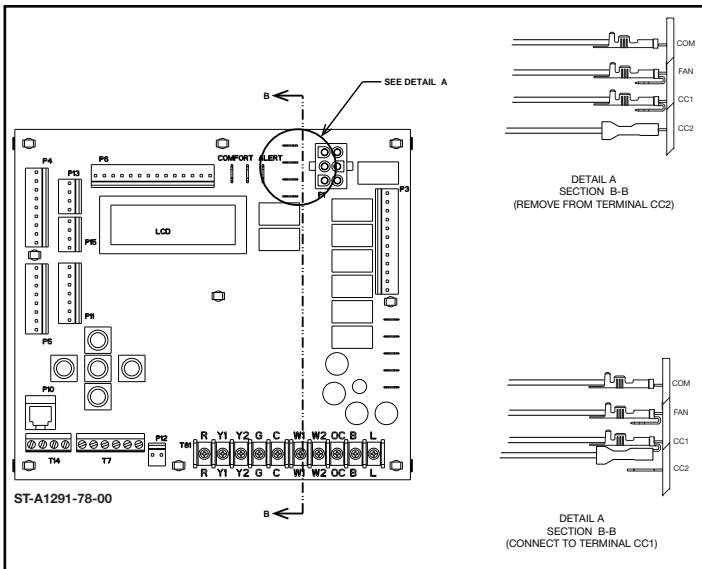 B
SEE DETAIL A
COM
FAN
CC1
CC2
DETAIL A
SECTION B-B
(REMOVE FROM TERMINAL CC2)
P4
P13
P6
COMFORT ALERT
P1
P3
LCD
P15
P5
P11
P10
P12
T14
T7
TB1
R Y1 Y2 G C W1 W2 OC B L
R Y1 Y2 G C W1 W2 OC B L
ST-A1291-78-00
B
COM
FAN
CC1
CC2
DETAIL A
SECTION B-B
(CONNECT TO TERMINAL CC1)